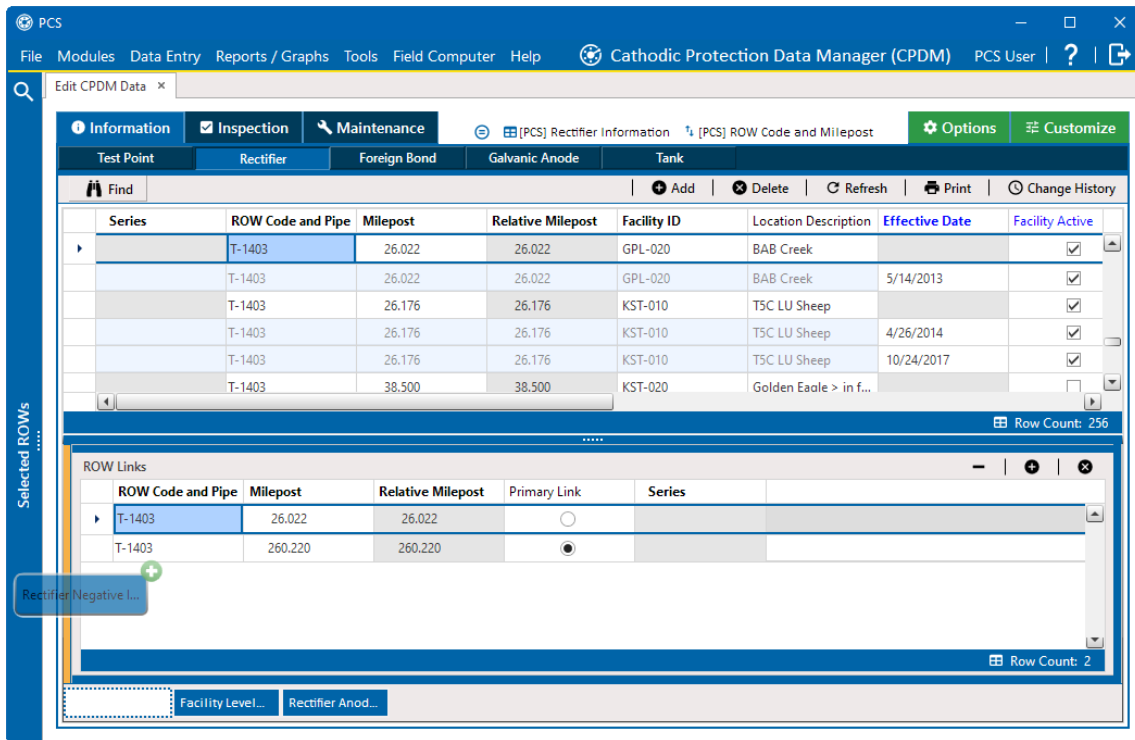 PCS
File Modules Data Entry Reports / Graphs Tools Field Computer Help Cathodic Protection Data Manager (CPDM) PCS User | ? |
Edit CPDM Data ×
Information Inspection Maintenance [PCS] Rectifier Information [PCS] ROW Code and Milepost Options Customize
Test Point Rectifier Foreign Bond Galvanic Anode Tank
Find | Add | Delete | Refresh | Print | Change History
Series ROW Code and Pipe Milepost Relative Milepost Facility ID Location Description Effective Date Facility Active
T-1403 26.022 26.022 GPL-020 BAB Creek
T-1403 26.022 26.022 GPL-020 BAB Creek 5/14/2013
T-1403 26.176 26.176 KST-010 T5C LU Sheep
T-1403 26.176 26.176 KST-010 T5C LU Sheep 4/26/2014
T-1403 26.176 26.176 KST-010 T5C LU Sheep 10/24/2017
T-1403 38.500 38.500 KST-020 Golden Eagle > in f...
Row Count: 256
Selected ROWs
ROW Links
ROW Code and Pipe Milepost Relative Milepost Primary Link Series
T-1403 26.022 26.022
T-1403 260.220 260.220
Rectifier Negative I...
Row Count: 2
Facility Level... Rectifier Anod...